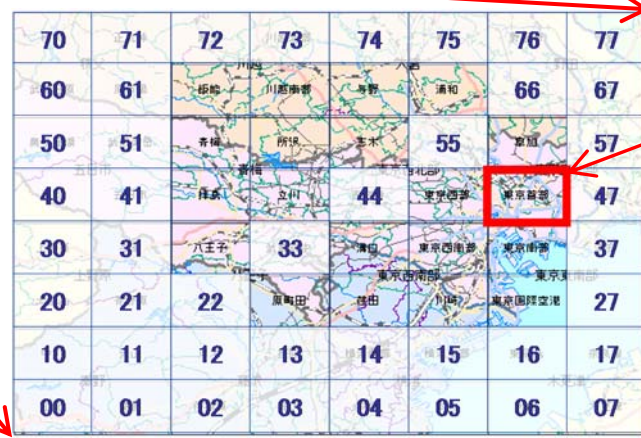 70 71 72 73 74 75 76 77
60 61 飯能 川越南部 与野 浦和 66 67
50 51 青梅 所沢 志木 55 草加 57
40 41 拝島 立川 44 東京西部 東京首部 47
30 31 八王子 33 溝口 東京西南部 東京南部 37
20 21 22 原町田 荏田 川崎 東京国際空港 27
10 11 12 13 14 15 16 17
00 01 02 03 04 05 06 07